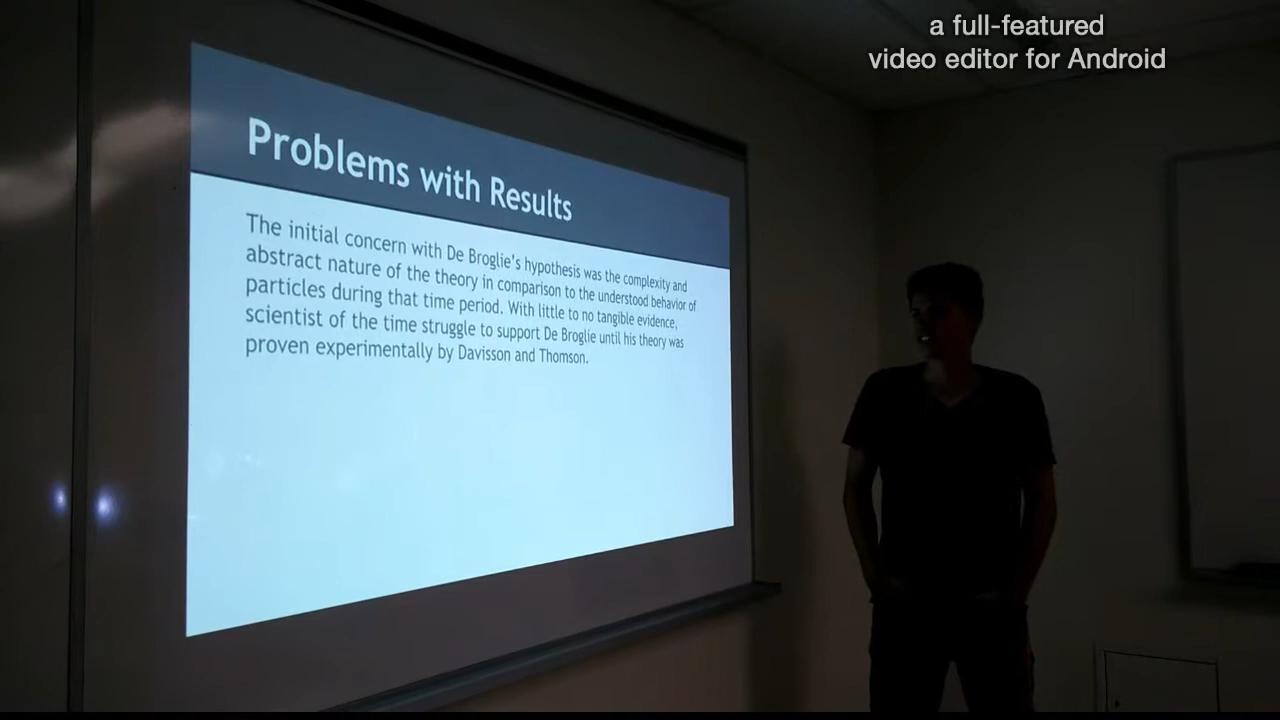 a full-featured
video editor for Android
Problems with Results
The initial concern with De Broglie's hypothesis was the complexity and
abstract nature of the theory in comparison to the understood behavior of
particles during that time period. With little to no tangible evidence,
scientist of the time struggle to support De Broglie until his theory was
proven experimentally by Davisson and Thomson.